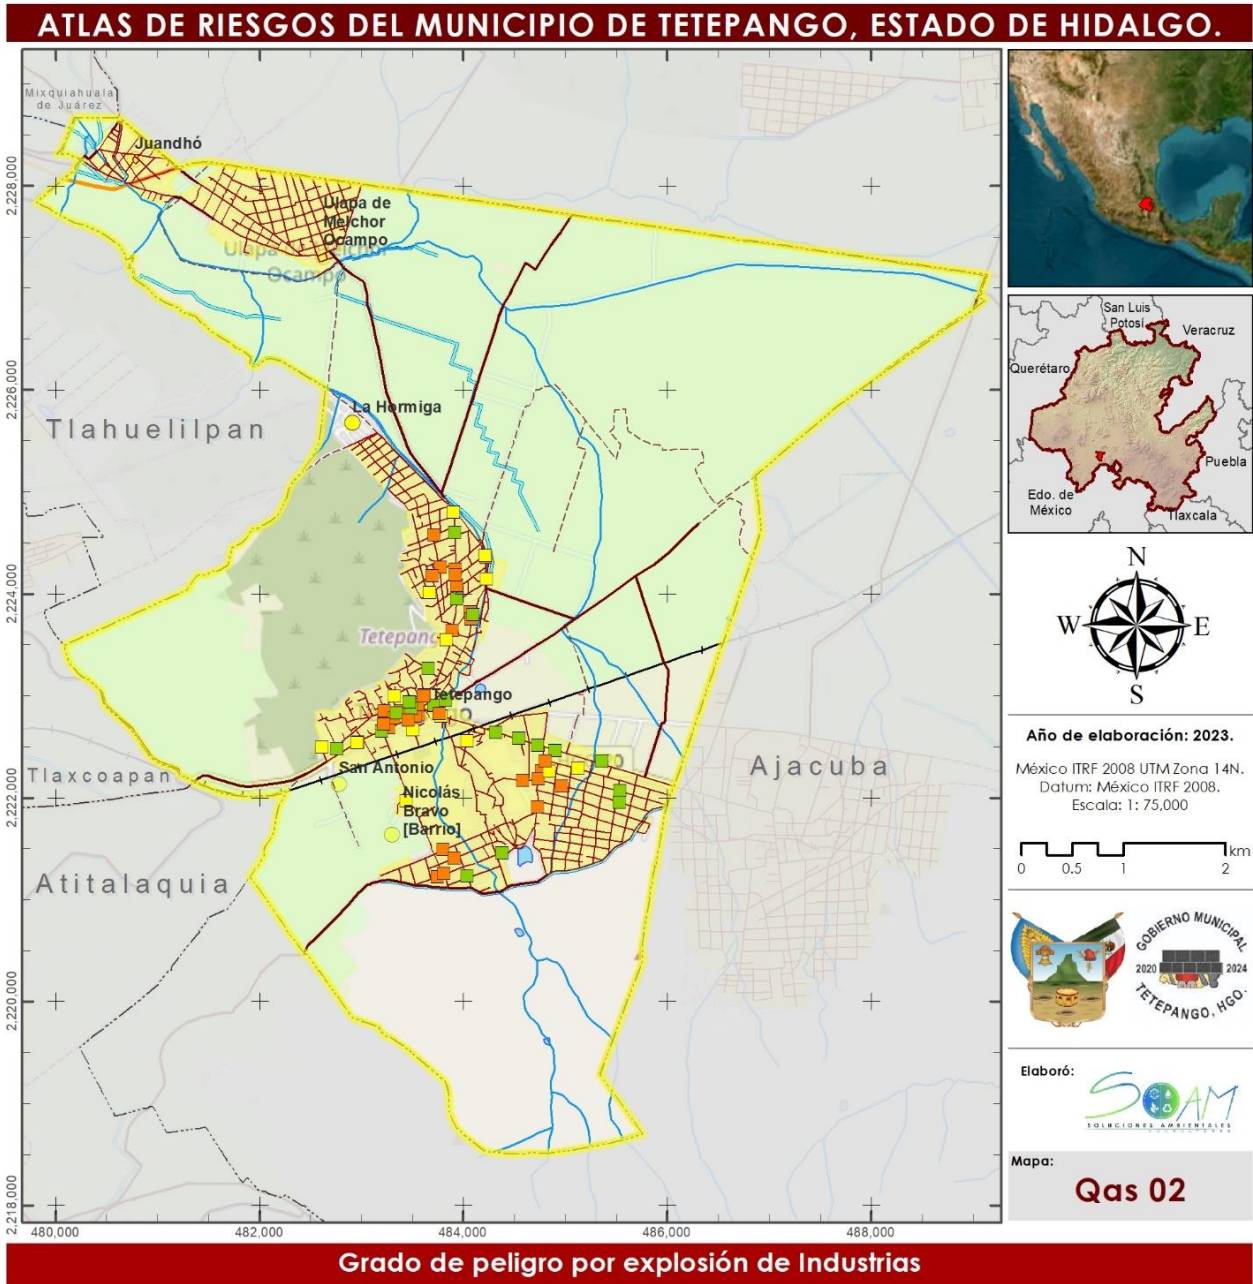 ATLAS DE RIESGOS DEL MUNICIPIO DE TETEPANGO, ESTADO DE HIDALGO.
Mixquiahuala
de Juárez
Juandhó
Ulapa de
Melchor
Ocampo
Ulapa de Melchor
Ocampo
La Hormiga
Tlahuelilpan
Tetepango
Tetepango
San Antonio
Tlaxcoapan
Nicolás
Bravo
[Barrio]
Ajacuba
Atitalaquia
2,228,000
2,226,000
2,224,000
2,222,000
2,220,000
2,218,000
480,000
482,000
484,000
486,000
488,000
San Luis
Potosí
Veracruz
Querétaro
Puebla
Edo. de
México
Tlaxcala
N
W
E
S
Año de elaboración: 2023.
México ITRF 2008 UTM Zona 14N.
Datum: México ITRF 2008.
Escala: 1: 75,000
0 0.5 1 2 km
GOBIERNO MUNICIPAL
2020 2024
TETEPANGO, HGO.
Elaboró:
SOAM
SOLUCIONES AMBIENTALES
Mapa:
Qas 02
Grado de peligro por explosión de Industrias